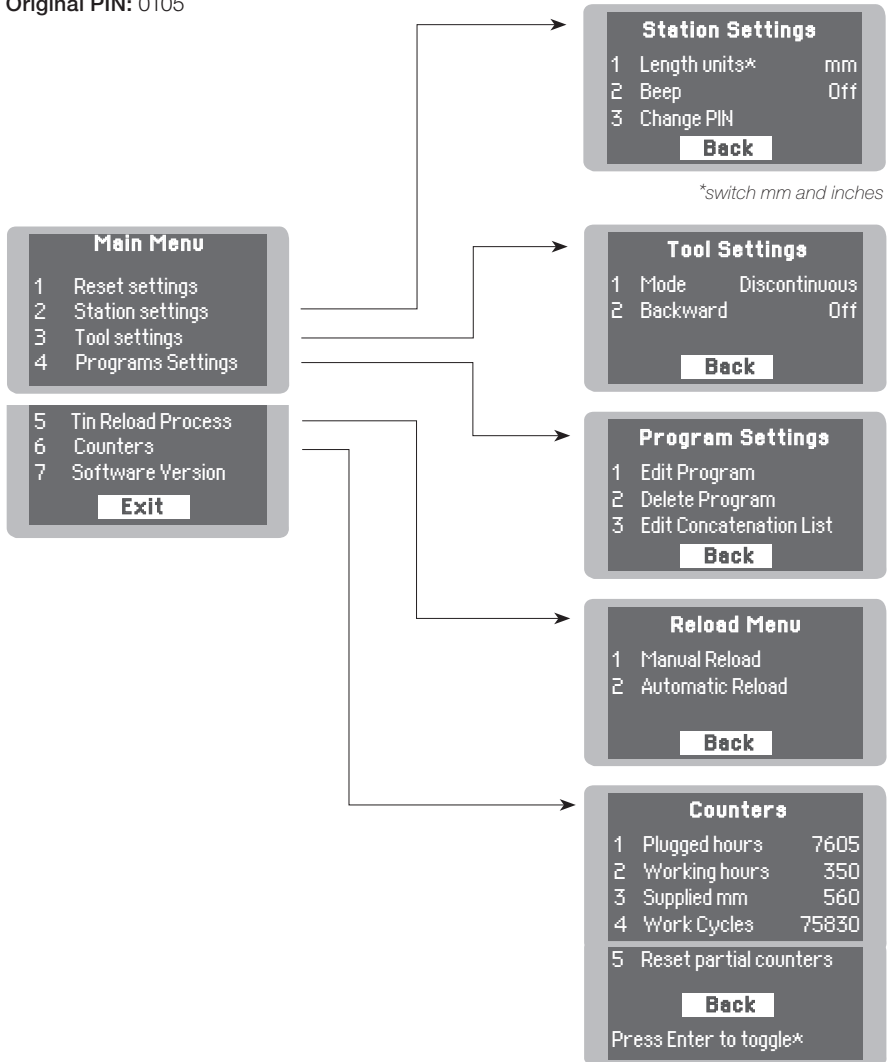 Original PIN: 0105
Station Settings
1 Length units* mm
2 Beep Off
3 Change PIN
Back
*switch mm and inches
Main Menu
1 Reset settings
2 Station settings
3 Tool settings
4 Programs Settings
5 Tin Reload Process
6 Counters
7 Software Version
Exit
Tool Settings
1 Mode Discontinuous
2 Backward Off
Back
Program Settings
1 Edit Program
2 Delete Program
3 Edit Concatenation List
Back
Reload Menu
1 Manual Reload
2 Automatic Reload
Back
Counters
1 Plugged hours 7605
2 Working hours 350
3 Supplied mm 560
4 Work Cycles 75830
5 Reset partial counters
Back
Press Enter to toggle*